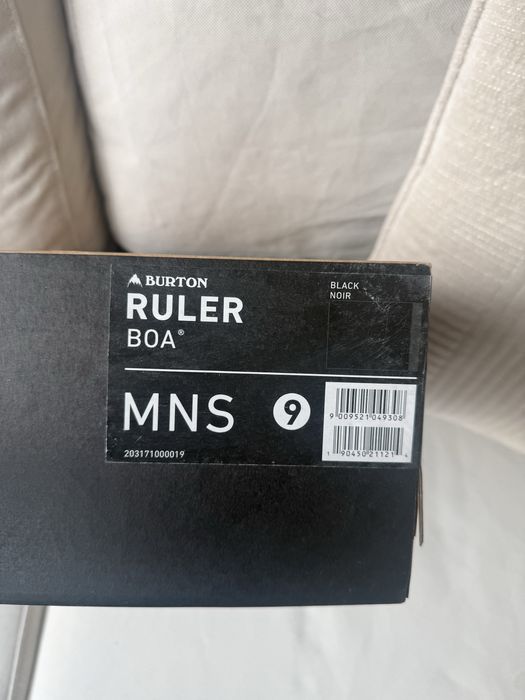 BURTON
RULER
BOA®
BLACK
NOIR
MNS 9
203171000019
9 009521 049308
1 90450 21121 4